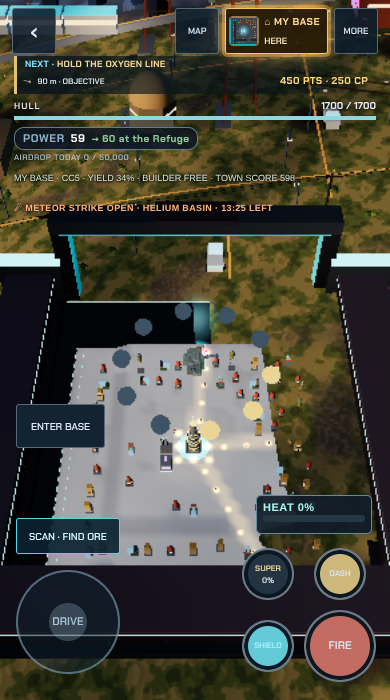 ‹
MAP
⌂ MY BASE
HERE
MORE
NEXT · HOLD THE OXYGEN LINE
→ 90 m · OBJECTIVE
450 PTS · 250 CP
HULL
1700 / 1700
POWER 59 → 60 at the Refuge
AIRDROP TODAY 0 / 50,000
MY BASE · CC5 · YIELD 34% · BUILDER FREE · TOWN SCORE 598
☄ METEOR STRIKE OPEN · HELIUM BASIN · 13:25 LEFT
ENTER BASE
HEAT 0%
SCAN · FIND ORE
SUPER
0%
DASH
DRIVE
SHIELD
FIRE